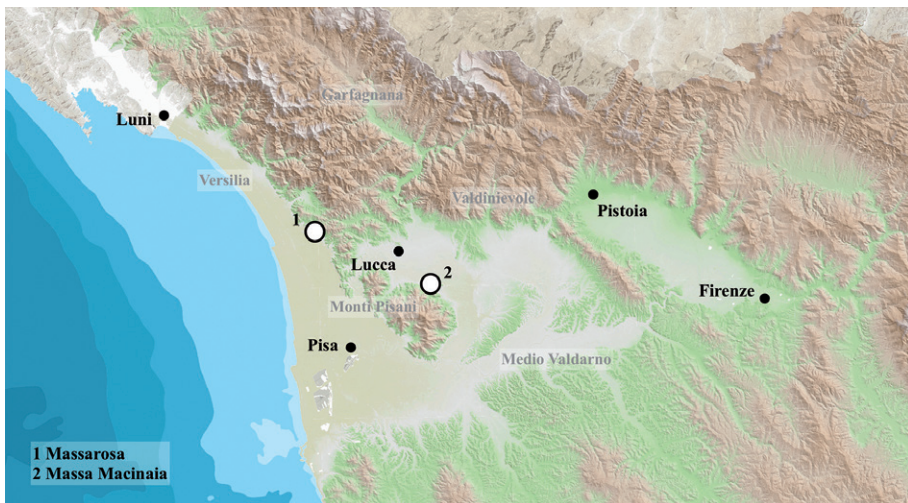 Garfagnana
Luni
Versilia
Valdinievole
Pistoia
1
Lucca
2
Monti Pisani
Firenze
Pisa
Medio Valdarno
1 Massarosa
2 Massa Macinaia